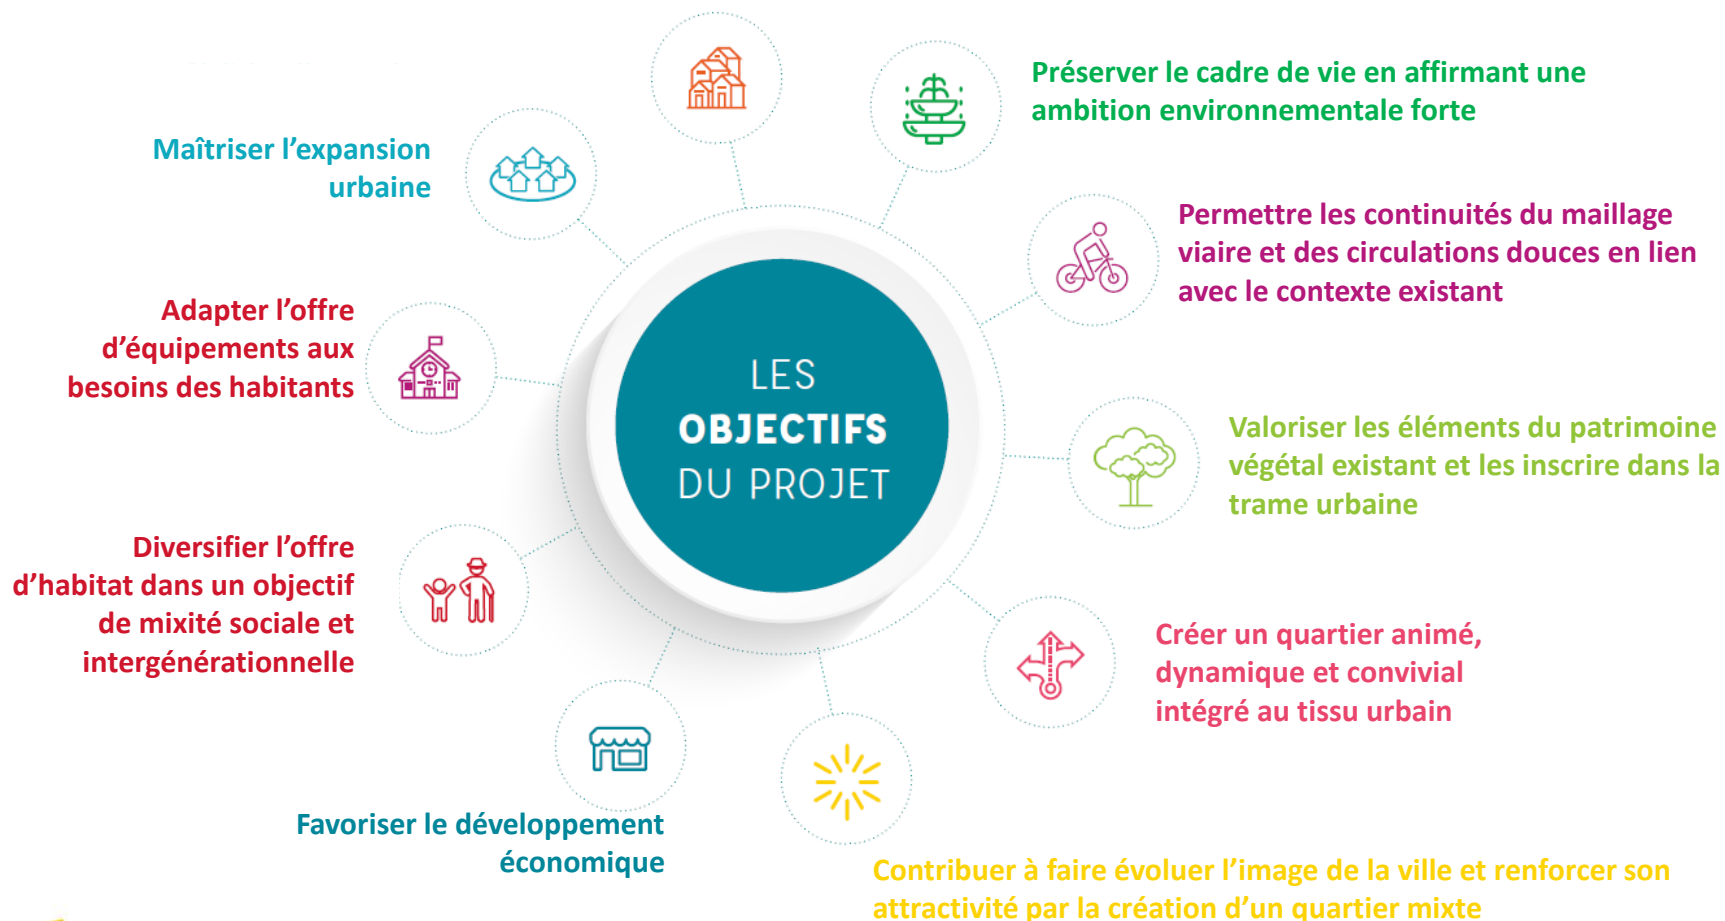 Préserver le cadre de vie en affirmant une
ambition environnementale forte
Maîtriser l’expansion
urbaine
Permettre les continuités du maillage
viaire et des circulations douces en lien
avec le contexte existant
Adapter l’offre
d’équipements aux
besoins des habitants
LES
OBJECTIFS
DU PROJET
Valoriser les éléments du patrimoine
végétal existant et les inscrire dans la
trame urbaine
Diversifier l’offre
d’habitat dans un objectif
de mixité sociale et
intergénérationnelle
Créer un quartier animé,
dynamique et convivial
intégré au tissu urbain
Favoriser le développement
économique
Contribuer à faire évoluer l’image de la ville et renforcer son
attractivité par la création d’un quartier mixte